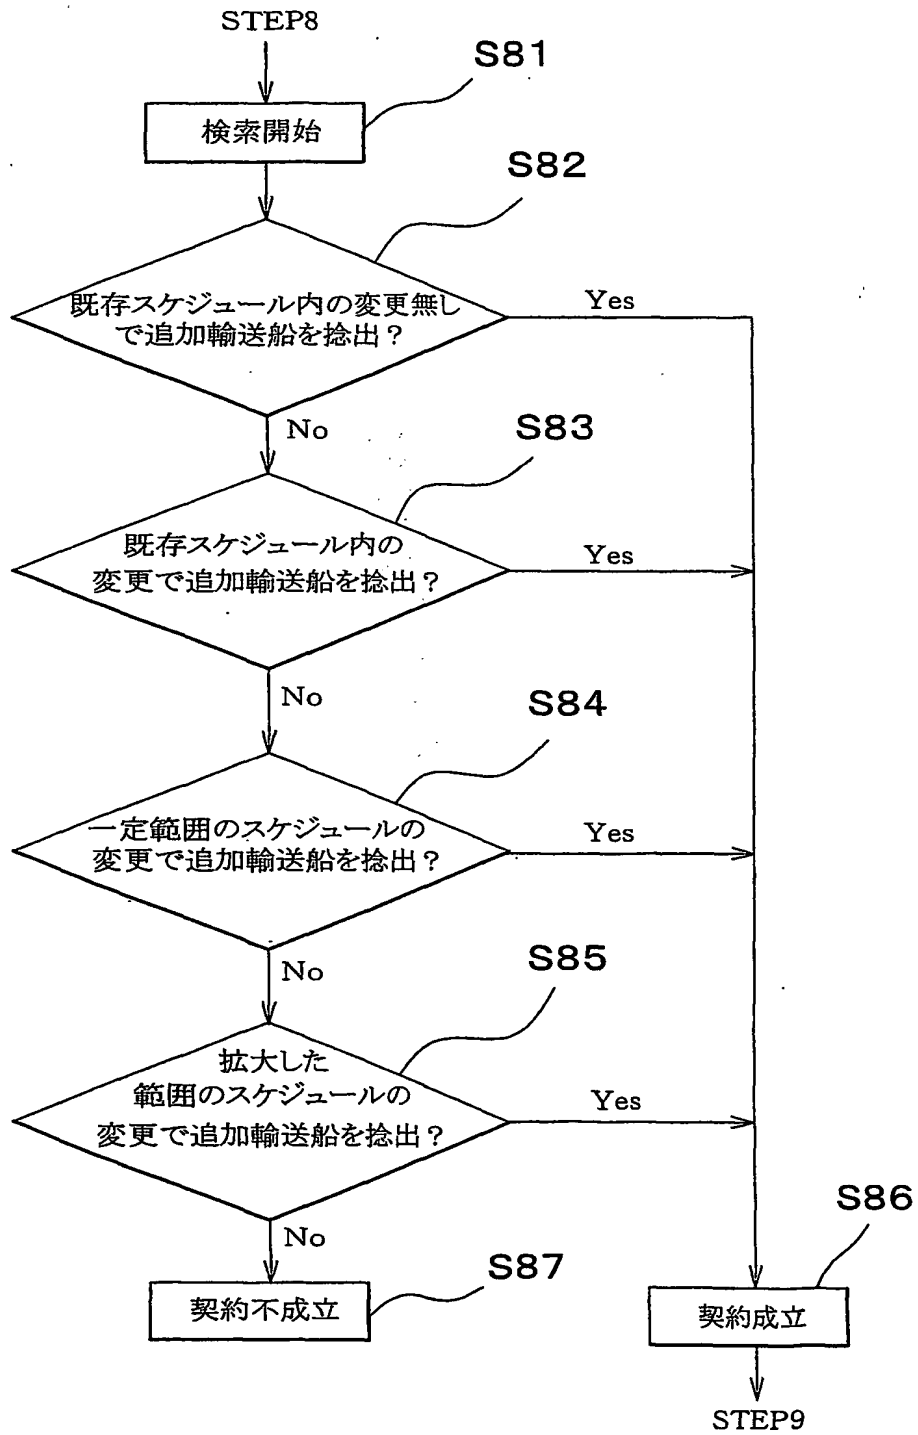 STEP8
S81
検索開始
S82
既存スケジュール内の変更無し
で追加輸送船を捻出？
Yes
No
S83
既存スケジュール内の
変更で追加輸送船を捻出？
Yes
No
S84
一定範囲のスケジュールの
変更で追加輸送船を捻出？
Yes
No
S85
拡大した
範囲のスケジュールの
変更で追加輸送船を捻出？
Yes
No
S86
S87
契約不成立
契約成立
STEP9